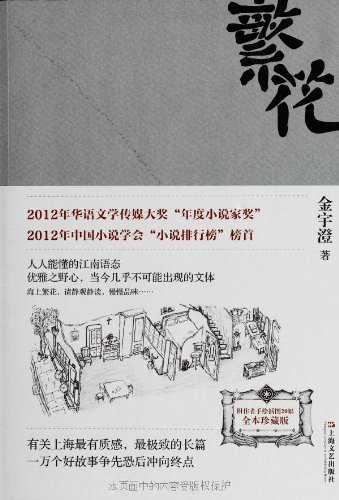 繁花
2012年华语文学传媒大奖“年度小说家奖”
2012年中国小说学会“小说排行榜”榜首
金宇澄 著
人人能懂的江南语态
优雅之野心，当今几乎不可能出现的文体
海上繁花，请静观静读，慢慢品味……
附作者手绘插图20幅
全本珍藏版
有关上海最有质感，最极致的长篇
一万个好故事争先恐后冲向终点
上海文艺出版社
本页面中的内容受版权保护